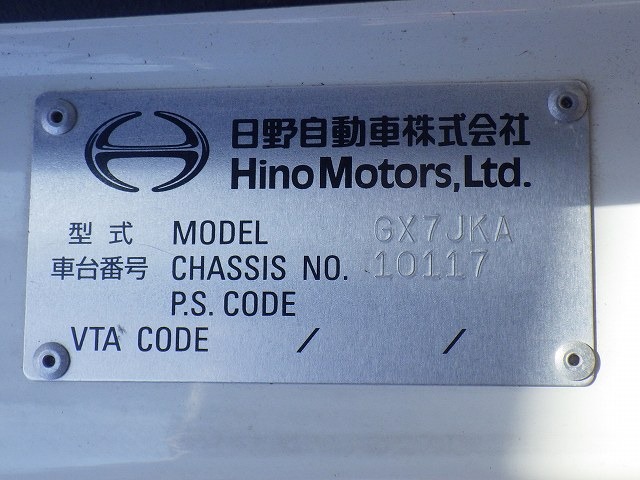 日野自動車株式会社
Hino Motors, Ltd.
型式 MODEL GX7JKA
車台番号 CHASSIS NO. 10117
P.S. CODE
VTA CODE / /